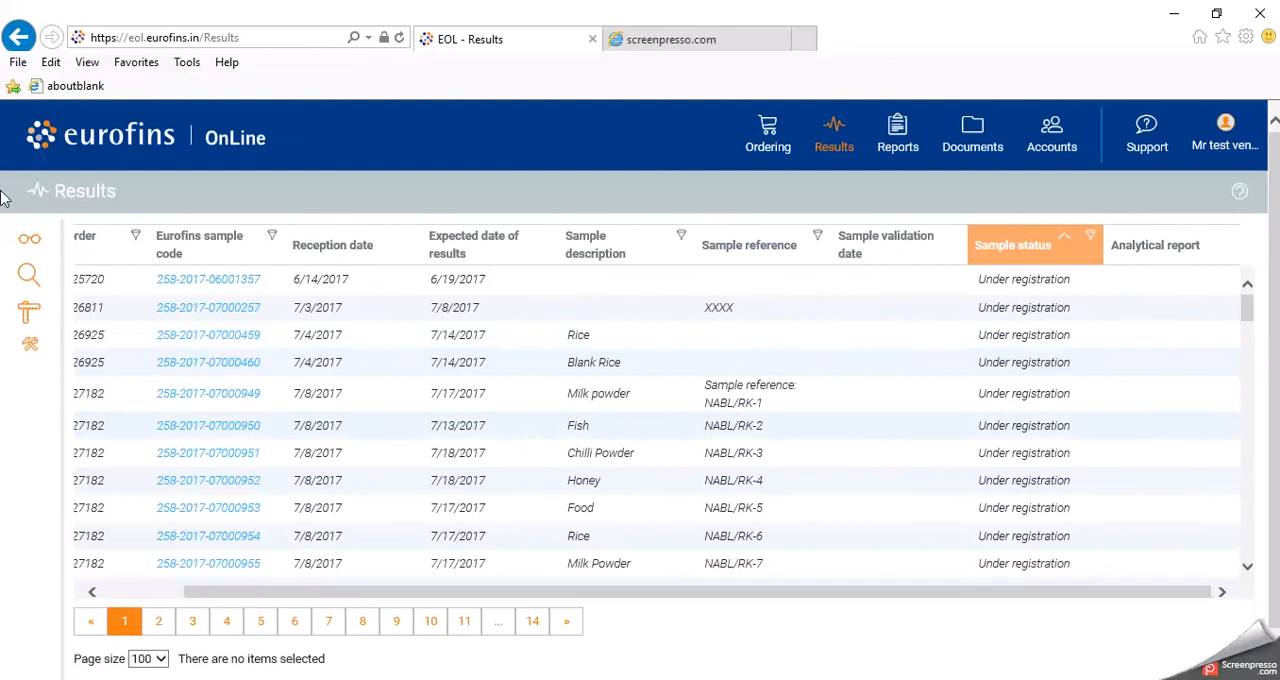 https://eol.eurofins.in/Results
EOL - Results
screenpresso.com
File Edit View Favorites Tools Help
aboutblank
eurofins | OnLine
Ordering Results Reports Documents Accounts Support Mr test ven...
Results
rder Eurofins sample code Reception date Expected date of results Sample description Sample reference Sample validation date Sample status Analytical report
25720 258-2017-06001357 6/14/2017 6/19/2017 Under registration
26811 258-2017-07000257 7/3/2017 7/8/2017 XXXX Under registration
26925 258-2017-07000459 7/4/2017 7/14/2017 Rice Under registration
26925 258-2017-07000460 7/4/2017 7/14/2017 Blank Rice Under registration
27182 258-2017-07000949 7/8/2017 7/17/2017 Milk powder Sample reference: NABL/RK-1 Under registration
27182 258-2017-07000950 7/8/2017 7/13/2017 Fish NABL/RK-2 Under registration
27182 258-2017-07000951 7/8/2017 7/18/2017 Chilli Powder NABL/RK-3 Under registration
27182 258-2017-07000952 7/8/2017 7/18/2017 Honey NABL/RK-4 Under registration
27182 258-2017-07000953 7/8/2017 7/17/2017 Food NABL/RK-5 Under registration
27182 258-2017-07000954 7/8/2017 7/17/2017 Rice NABL/RK-6 Under registration
27182 258-2017-07000955 7/8/2017 7/17/2017 Milk Powder NABL/RK-7 Under registration
« 1 2 3 4 5 6 7 8 9 10 11 ... 14 »
Page size 100 There are no items selected
Screenpresso
.com